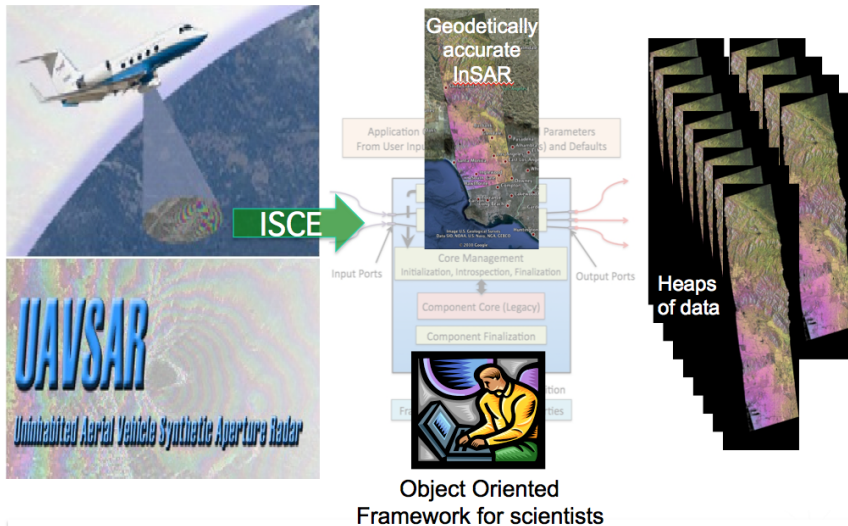 Geodetically
accurate
InSAR
ISCE
Application
Parameters
From User
and Defaults
Input Ports
Output Ports
Core Management
Initialization, Introspection, Finalization
Component Core (Legacy)
Component Finalization
UAVSAR
Uninhabited Aerial Vehicle Synthetic Aperture Radar
Heaps
of data
Object Oriented
Framework for scientists